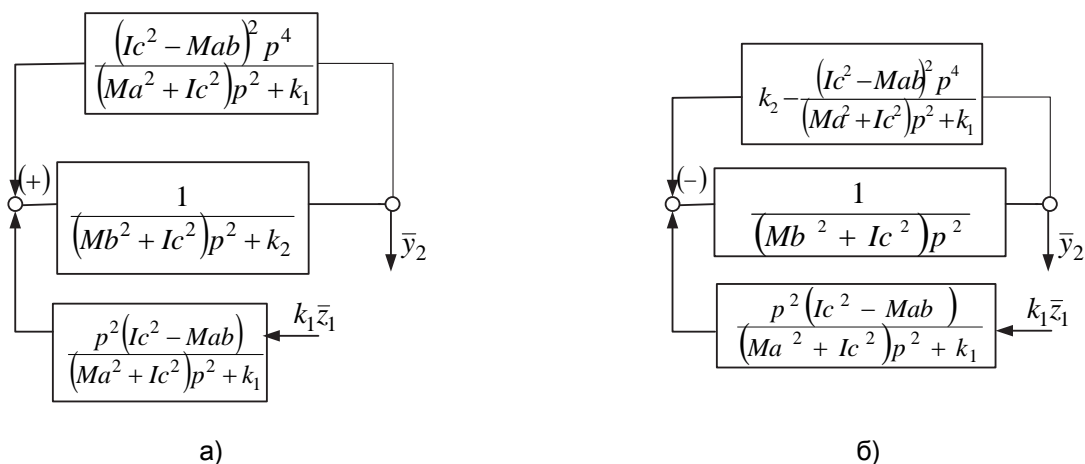 (Ic² − Mab)² p⁴
(Ma² + Ic²)p² + k₁
(+)
1
(Mb² + Ic²)p² + k₂
y̅₂
p²(Ic² − Mab)
(Ma² + Ic²)p² + k₁
k₁z̅₁
а)
k₂ − (Ic² − Mab)² p⁴
(Ma² + Ic²)p² + k₁
(−)
1
(Mb² + Ic²)p²
y̅₂
p²(Ic² − Mab)
(Ma² + Ic²)p² + k₁
k₁z̅₁
б)